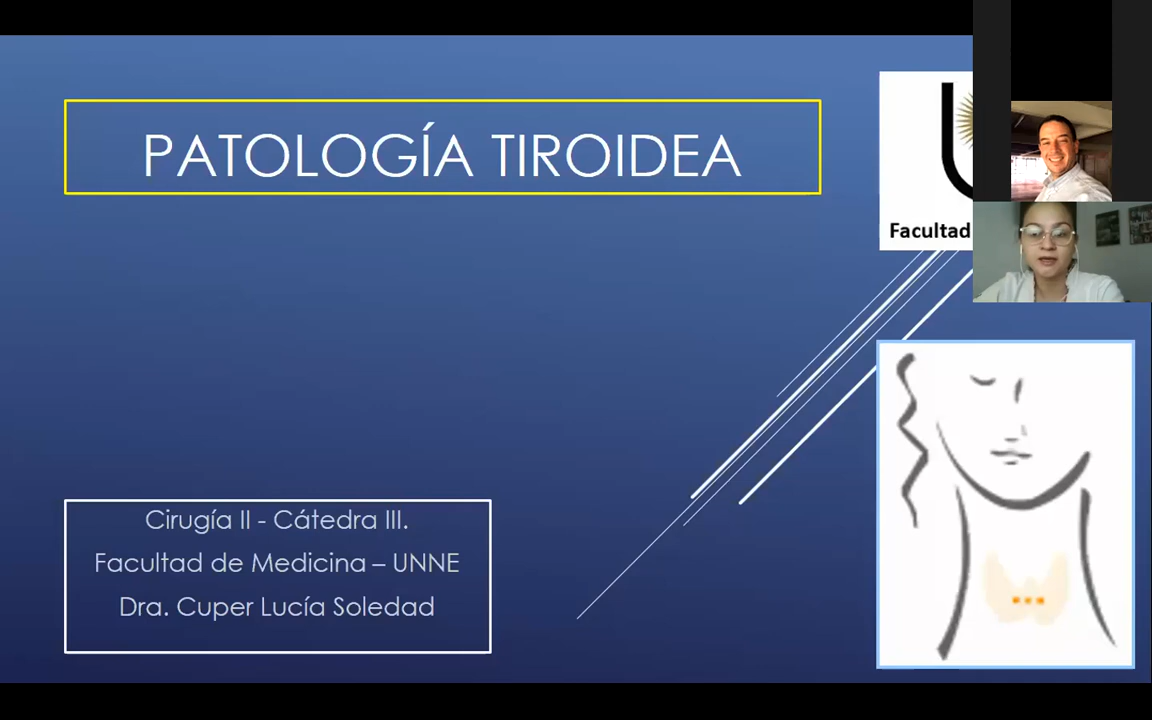 PATOLOGÍA TIROIDEA
Facultad
Cirugía II - Cátedra III.
Facultad de Medicina – UNNE
Dra. Cuper Lucía Soledad